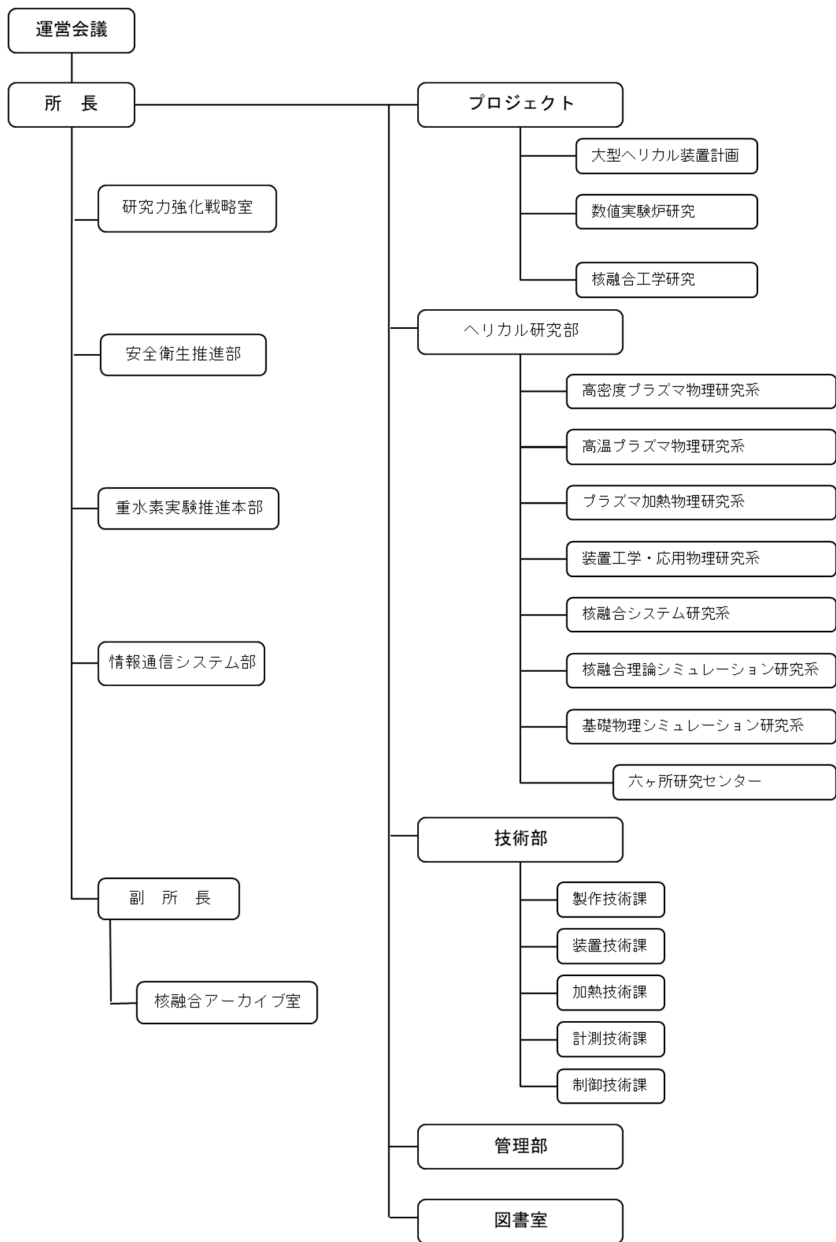 運営会議
所　長
研究力強化戦略室
安全衛生推進部
重水素実験推進本部
情報通信システム部
副　所　長
核融合アーカイブ室
プロジェクト
大型ヘリカル装置計画
数値実験炉研究
核融合工学研究
ヘリカル研究部
高密度プラズマ物理研究系
高温プラズマ物理研究系
プラズマ加熱物理研究系
装置工学・応用物理研究系
核融合システム研究系
核融合理論シミュレーション研究系
基礎物理シミュレーション研究系
六ヶ所研究センター
技術部
製作技術課
装置技術課
加熱技術課
計測技術課
制御技術課
管理部
図書室